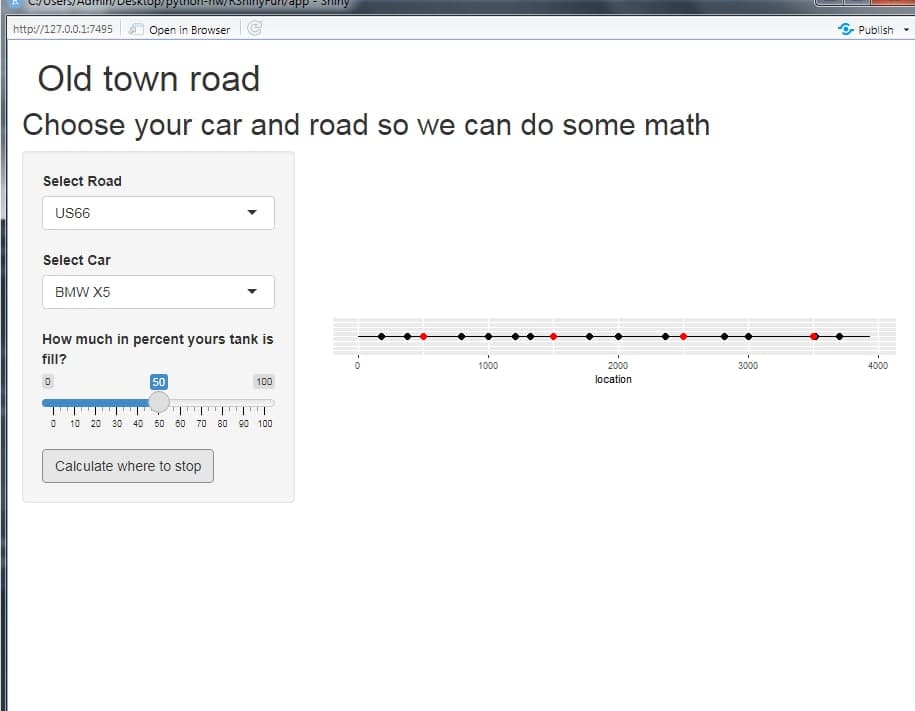 C:/Users/Admin/Desktop/python-hw/RShinyFun/app - Shiny
http://127.0.0.1:7495 Open in Browser Publish
Old town road
Choose your car and road so we can do some math
Select Road
US66
Select Car
BMW X5
How much in percent yours tank is
fill?
0 50 100
0 10 20 30 40 50 60 70 80 90 100
Calculate where to stop
0 1000 2000 3000 4000
location